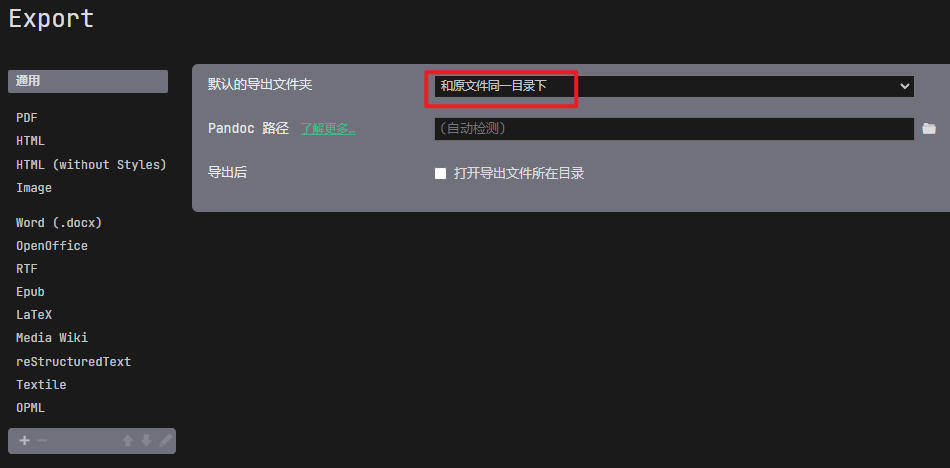 Export
通用
PDF
HTML
HTML (without Styles)
Image
Word (.docx)
OpenOffice
RTF
Epub
LaTeX
Media Wiki
reStructuredText
Textile
OPML
默认的导出文件夹
和原文件同一目录下
Pandoc 路径 了解更多…
(自动检测)
导出后
打开导出文件所在目录